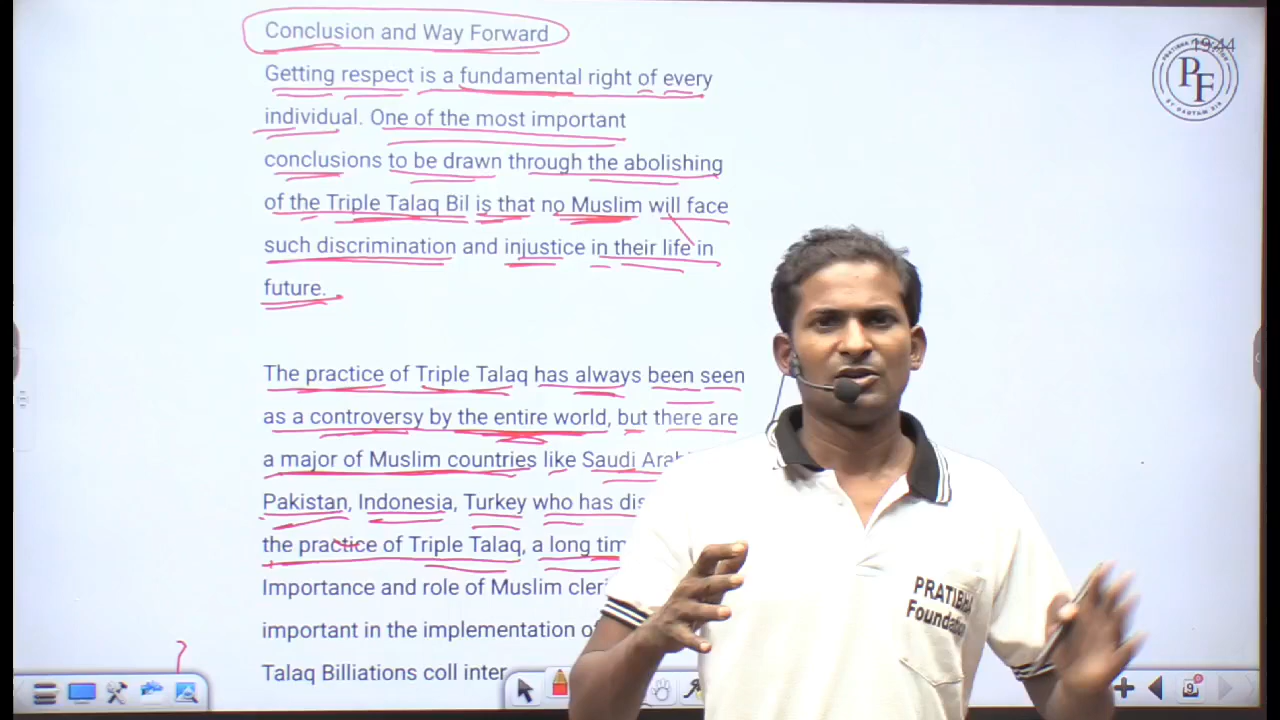 Conclusion and Way Forward
Getting respect is a fundamental right of every
individual. One of the most important
conclusions to be drawn through the abolishing
of the Triple Talaq Bil is that no Muslim will face
such discrimination and injustice in their life in
future.
The practice of Triple Talaq has always been seen
as a controversy by the entire world, but there are
a major of Muslim countries like Saudi
Pakistan, Indonesia, Turkey who has
the practice of Triple Talaq, a long
Importance and role of Muslim
important in the implementation
Talaq Billiations coll inter
19:44
PF
PRATIBHA
Foundation
9